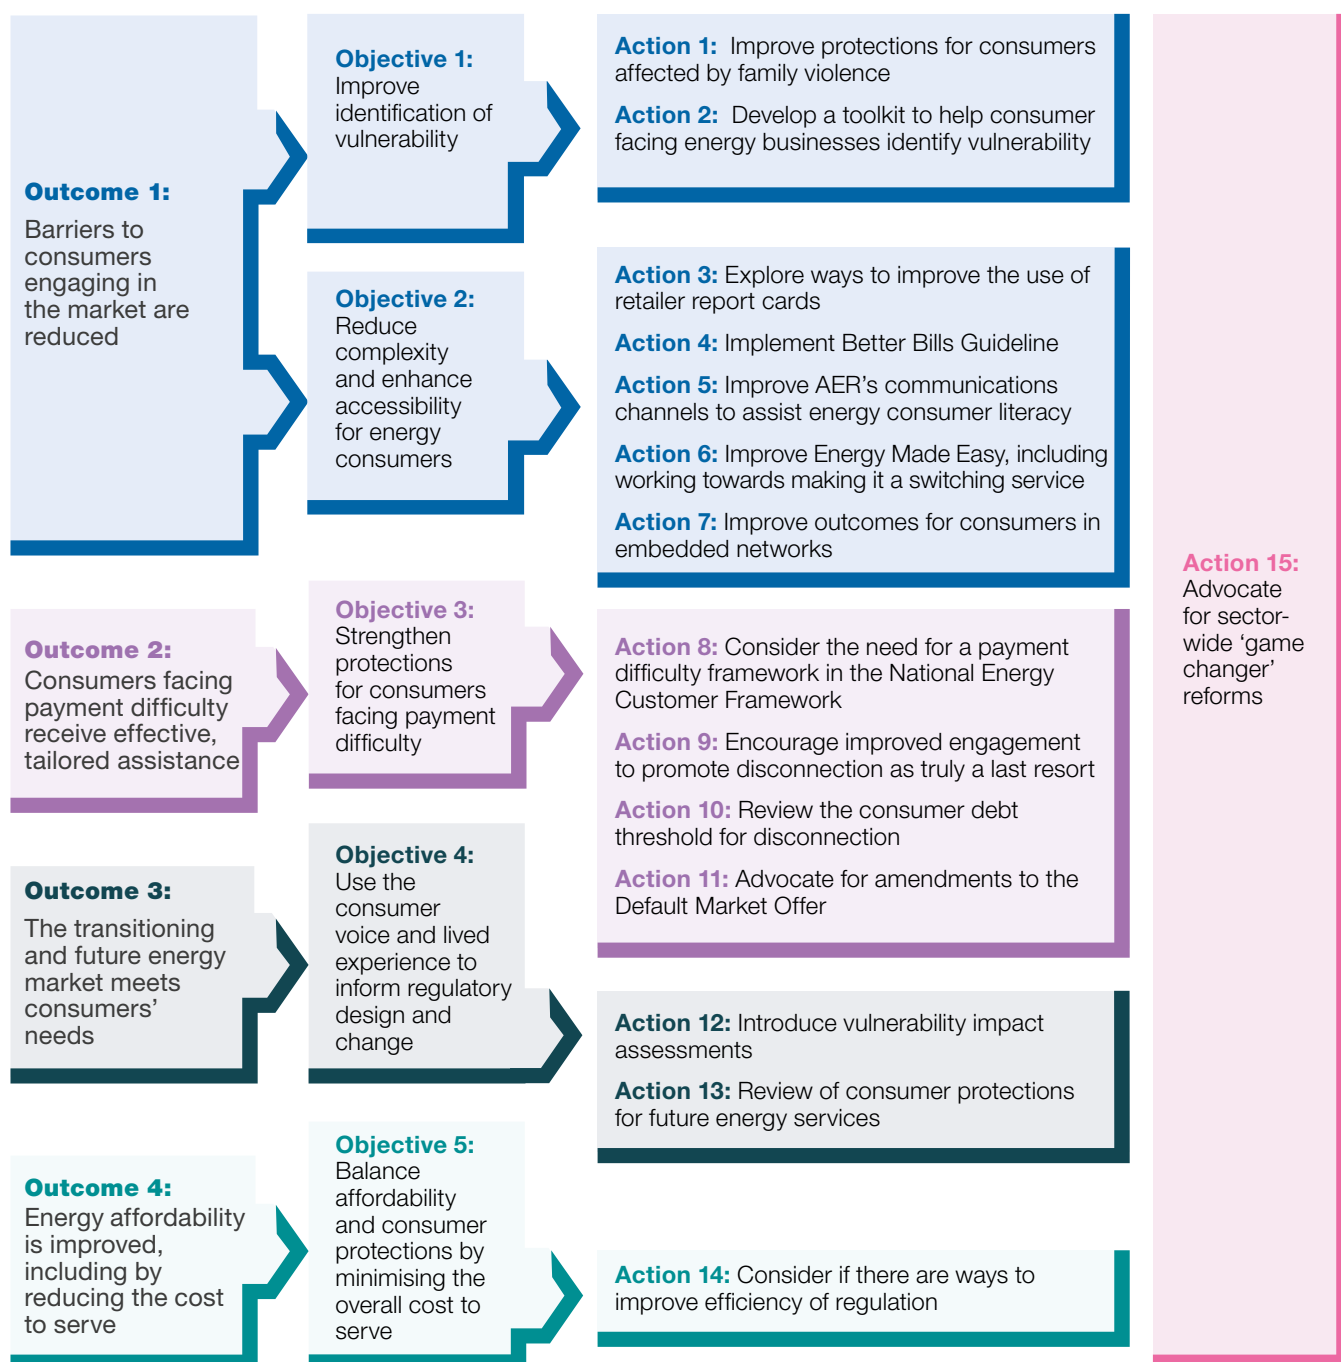 Outcome 1:
Barriers to
consumers
engaging in
the market are
reduced
Objective 1:
Improve
identification of
vulnerability
Action 1: Improve protections for consumers
affected by family violence
Action 2: Develop a toolkit to help consumer
facing energy businesses identify vulnerability
Objective 2:
Reduce
complexity
and enhance
accessibility
for energy
consumers
Action 3: Explore ways to improve the use of
retailer report cards
Action 4: Implement Better Bills Guideline
Action 5: Improve AER's communications
channels to assist energy consumer literacy
Action 6: Improve Energy Made Easy, including
working towards making it a switching service
Action 7: Improve outcomes for consumers in
embedded networks
Outcome 2:
Consumers facing
payment difficulty
receive effective,
tailored assistance
Objective 3:
Strengthen
protections
for consumers
facing payment
difficulty
Action 8: Consider the need for a payment
difficulty framework in the National Energy
Customer Framework
Action 9: Encourage improved engagement
to promote disconnection as truly a last resort
Action 10: Review the consumer debt
threshold for disconnection
Action 11: Advocate for amendments to the
Default Market Offer
Outcome 3:
The transitioning
and future energy
market meets
consumers'
needs
Objective 4:
Use the
consumer
voice and lived
experience to
inform regulatory
design and
change
Action 12: Introduce vulnerability impact
assessments
Action 13: Review of consumer protections
for future energy services
Outcome 4:
Energy affordability
is improved,
including by
reducing the cost
to serve
Objective 5:
Balance
affordability
and consumer
protections by
minimising the
overall cost to
serve
Action 14: Consider if there are ways to
improve efficiency of regulation
Action 15:
Advocate
for sector-
wide 'game
changer'
reforms